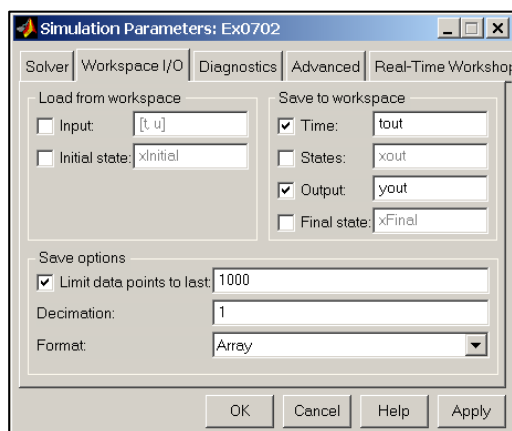 Simulation Parameters: Ex0702
Solver Workspace I/O Diagnostics Advanced Real-Time Workshop
Load from workspace
Input: [t, u]
Initial state: xInitial
Save to workspace
Time: tout
States: xout
Output: yout
Final state: xFinal
Save options
Limit data points to last: 1000
Decimation: 1
Format: Array
OK Cancel Help Apply